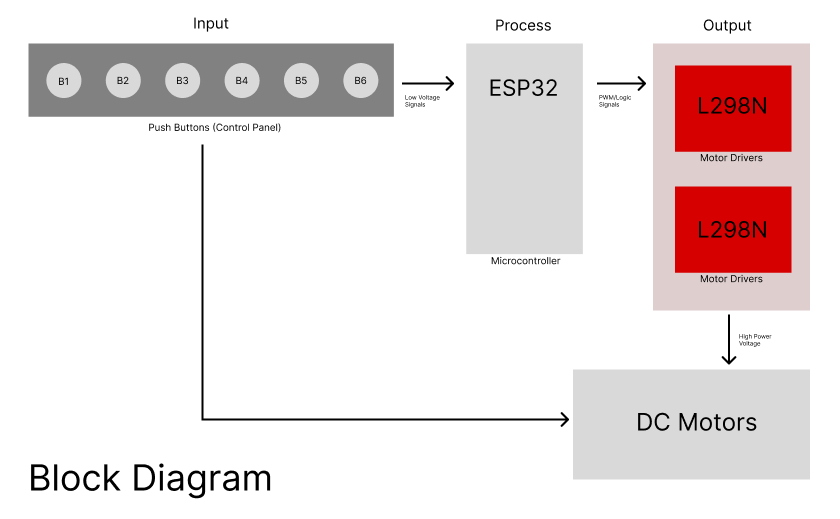 Input
Process
Output
B1
B2
B3
B4
B5
B6
Low Voltage
Signals
ESP32
PWM/Logic
Signals
L298N
Motor Drivers
Push Buttons (Control Panel)
L298N
Motor Drivers
Microcontroller
High Power
Voltage
DC Motors
Block Diagram